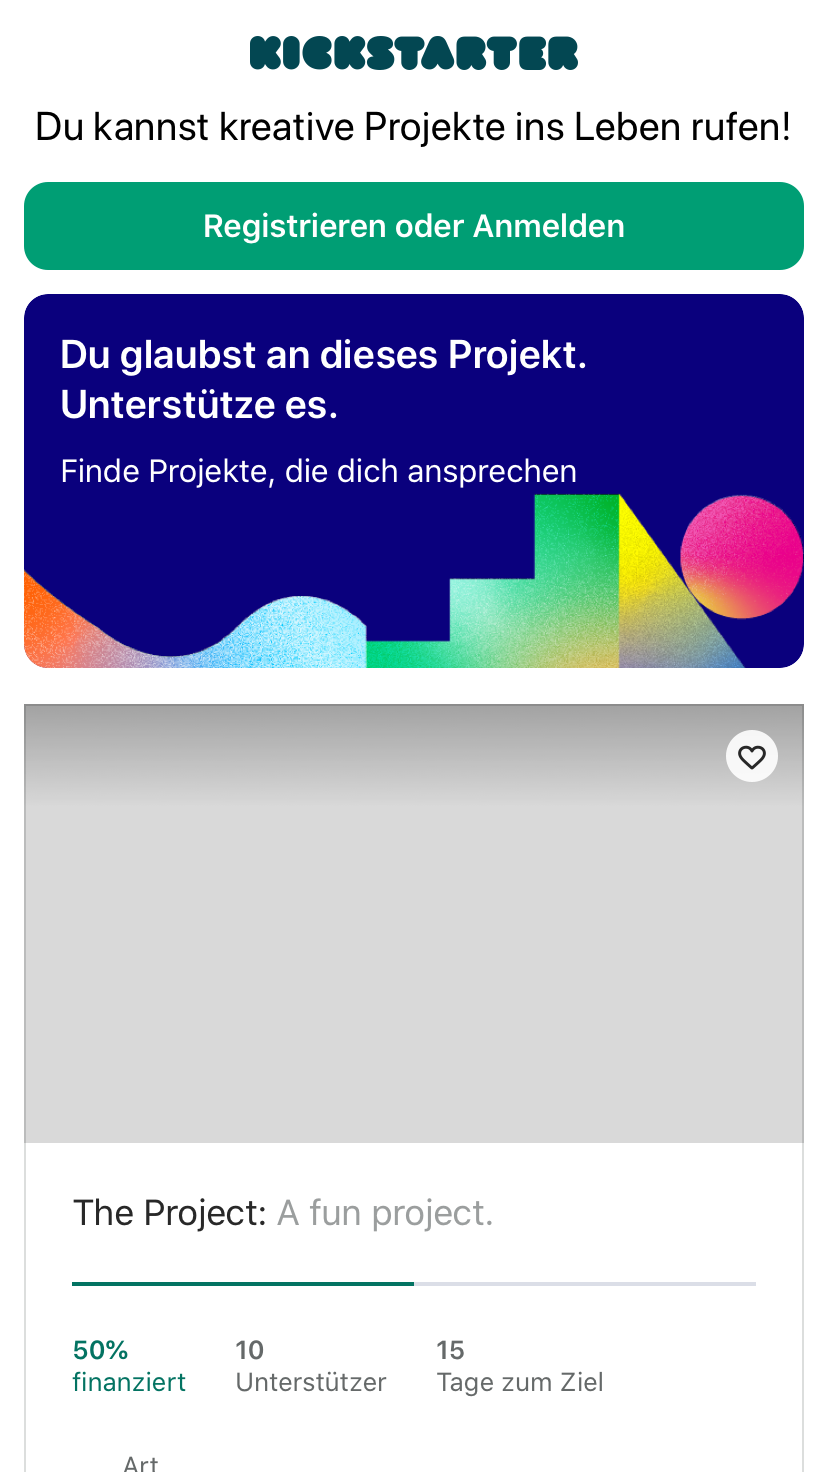 KICKSTARTER
Du kannst kreative Projekte ins Leben rufen!
Registrieren oder Anmelden
Du glaubst an dieses Projekt.
Unterstütze es.
Finde Projekte, die dich ansprechen
The Project: A fun project.
50% 10 15
finanziert Unterstützer Tage zum Ziel
Art